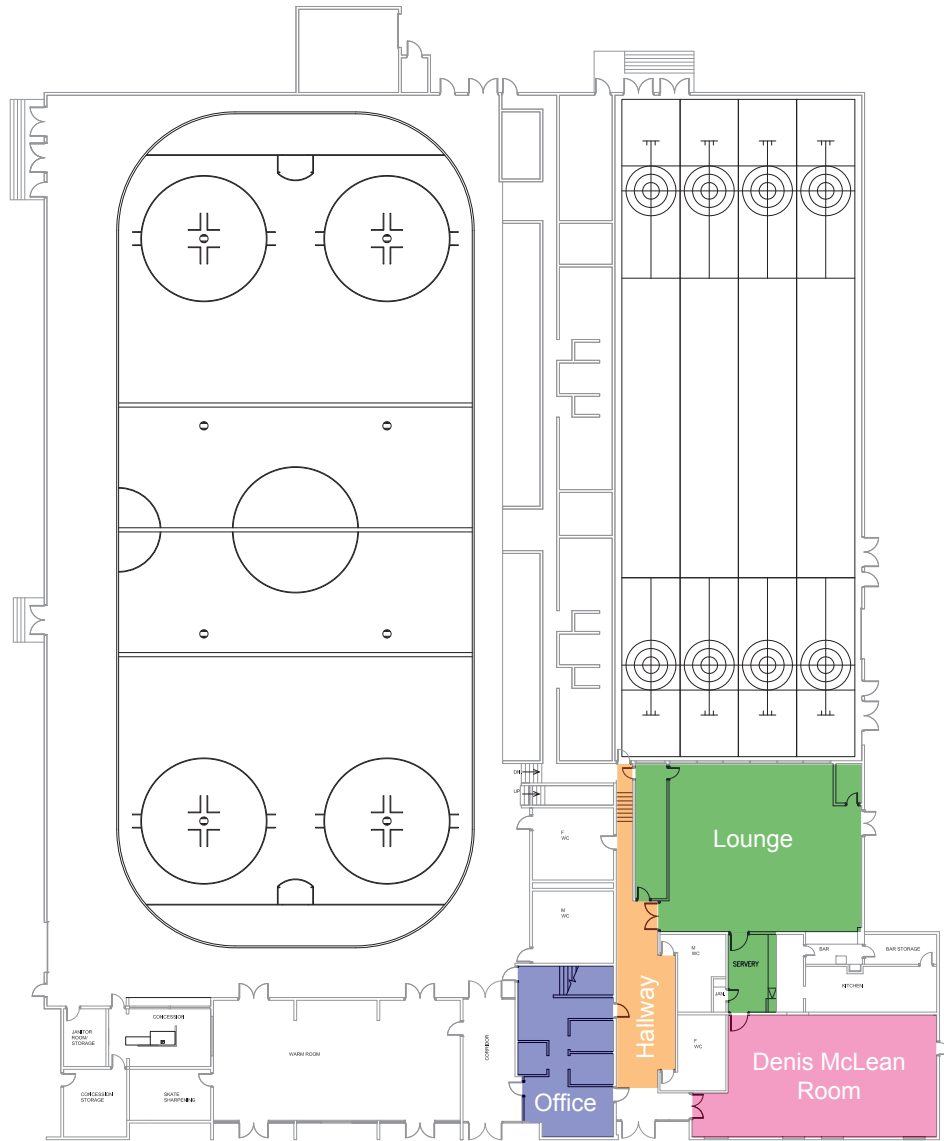 DN.
UP
F
WC
Lounge
M
WC
M
WC
SERVERY
BAR
BAR STORAGE
KITCHEN
JAN.
Hallway
CONCESSION
JANITOR
ROOM/
STORAGE
WARM ROOM
CORRIDOR
F
WC
Denis McLean
Room
CONCESSION
STORAGE
SKATE
SHARPENING
Office